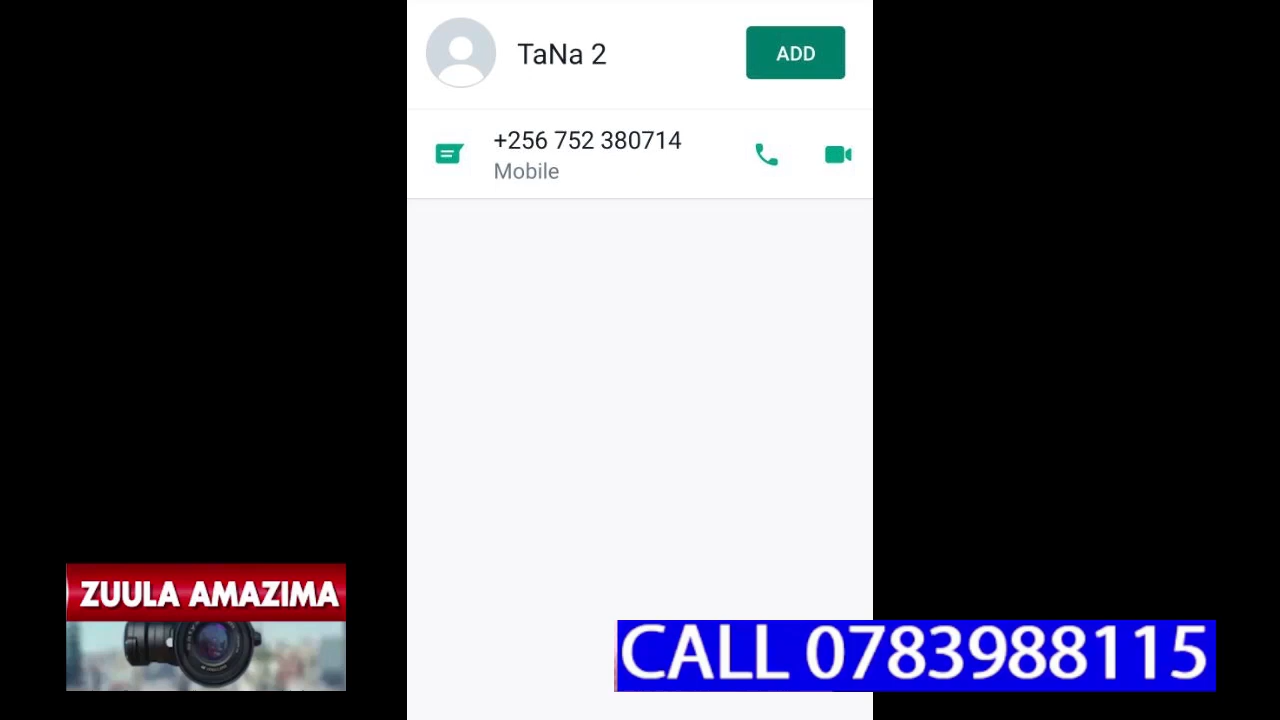 TaNa 2
ADD
+256 752 380714
Mobile
ZUULA AMAZIMA
CALL 0783988115